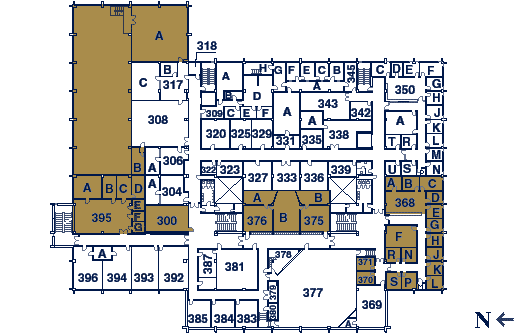 A
318
A H G F E C B 345 C D E F
B 317
C
A
D
350 G
H
B
308
309 C E F
A
343
342
J
A
K
320 325 329
335
338
L
331
T R
M
306
A
B
322 323 327 333 336 339
U S N
A
304
A B C D
A B C
368 D
A B
E
F
G
395
300
376 B 375
E
G
F
H
A
R N
J
396 394 393 392
387 381
378
371
370
K
S P
L
377
379
380
369
385 384 383
A
N ←